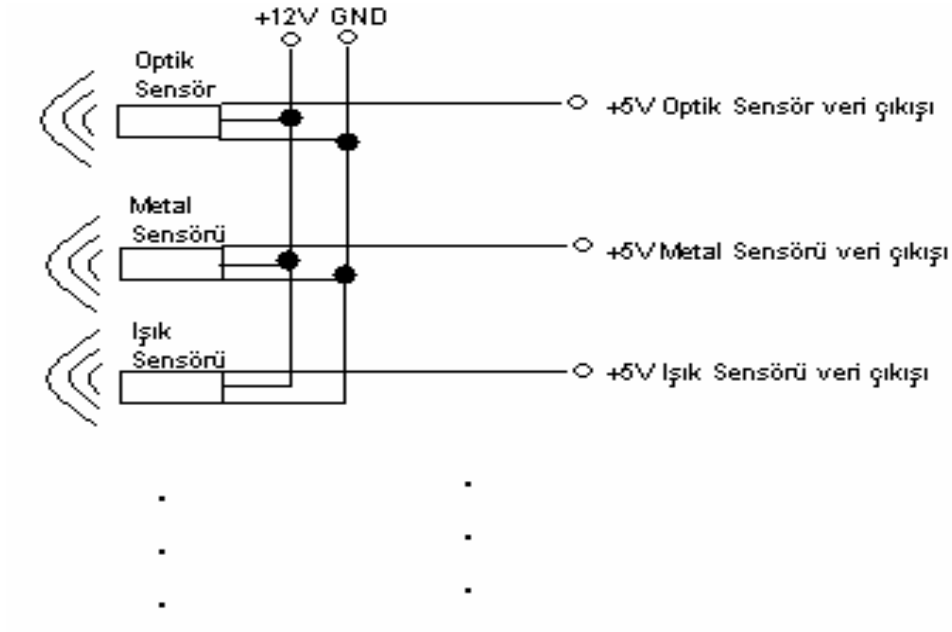 +12V GND
Optik
Sensör
+5V Optik Sensör veri çıkışı
Metal
Sensörü
+5V Metal Sensörü veri çıkışı
Işık
Sensörü
+5V Işık Sensörü veri çıkışı